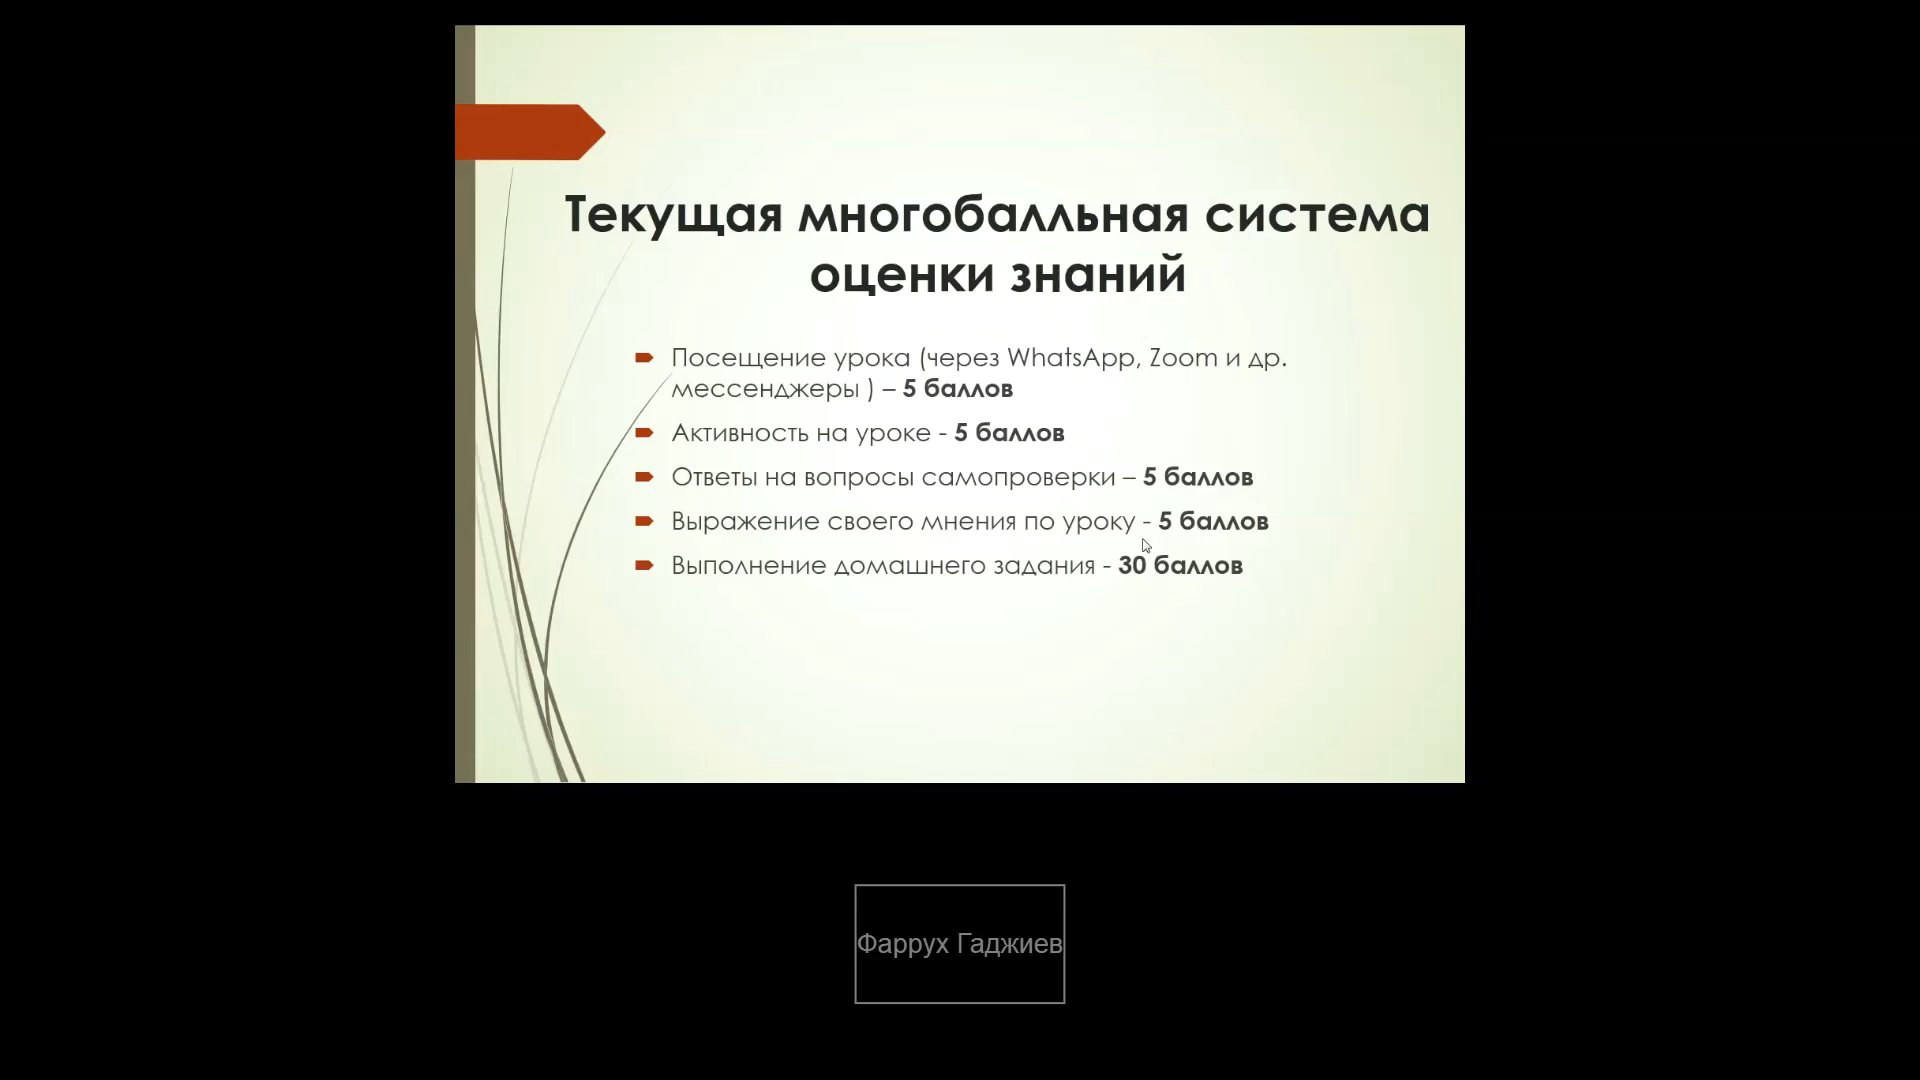 Текущая многобалльная система
оценки знаний
Посещение урока (через WhatsApp, Zoom и др.
мессенджеры ) – 5 баллов
Активность на уроке - 5 баллов
Ответы на вопросы самопроверки – 5 баллов
Выражение своего мнения по уроку - 5 баллов
Выполнение домашнего задания - 30 баллов
Фаррух Гаджиев